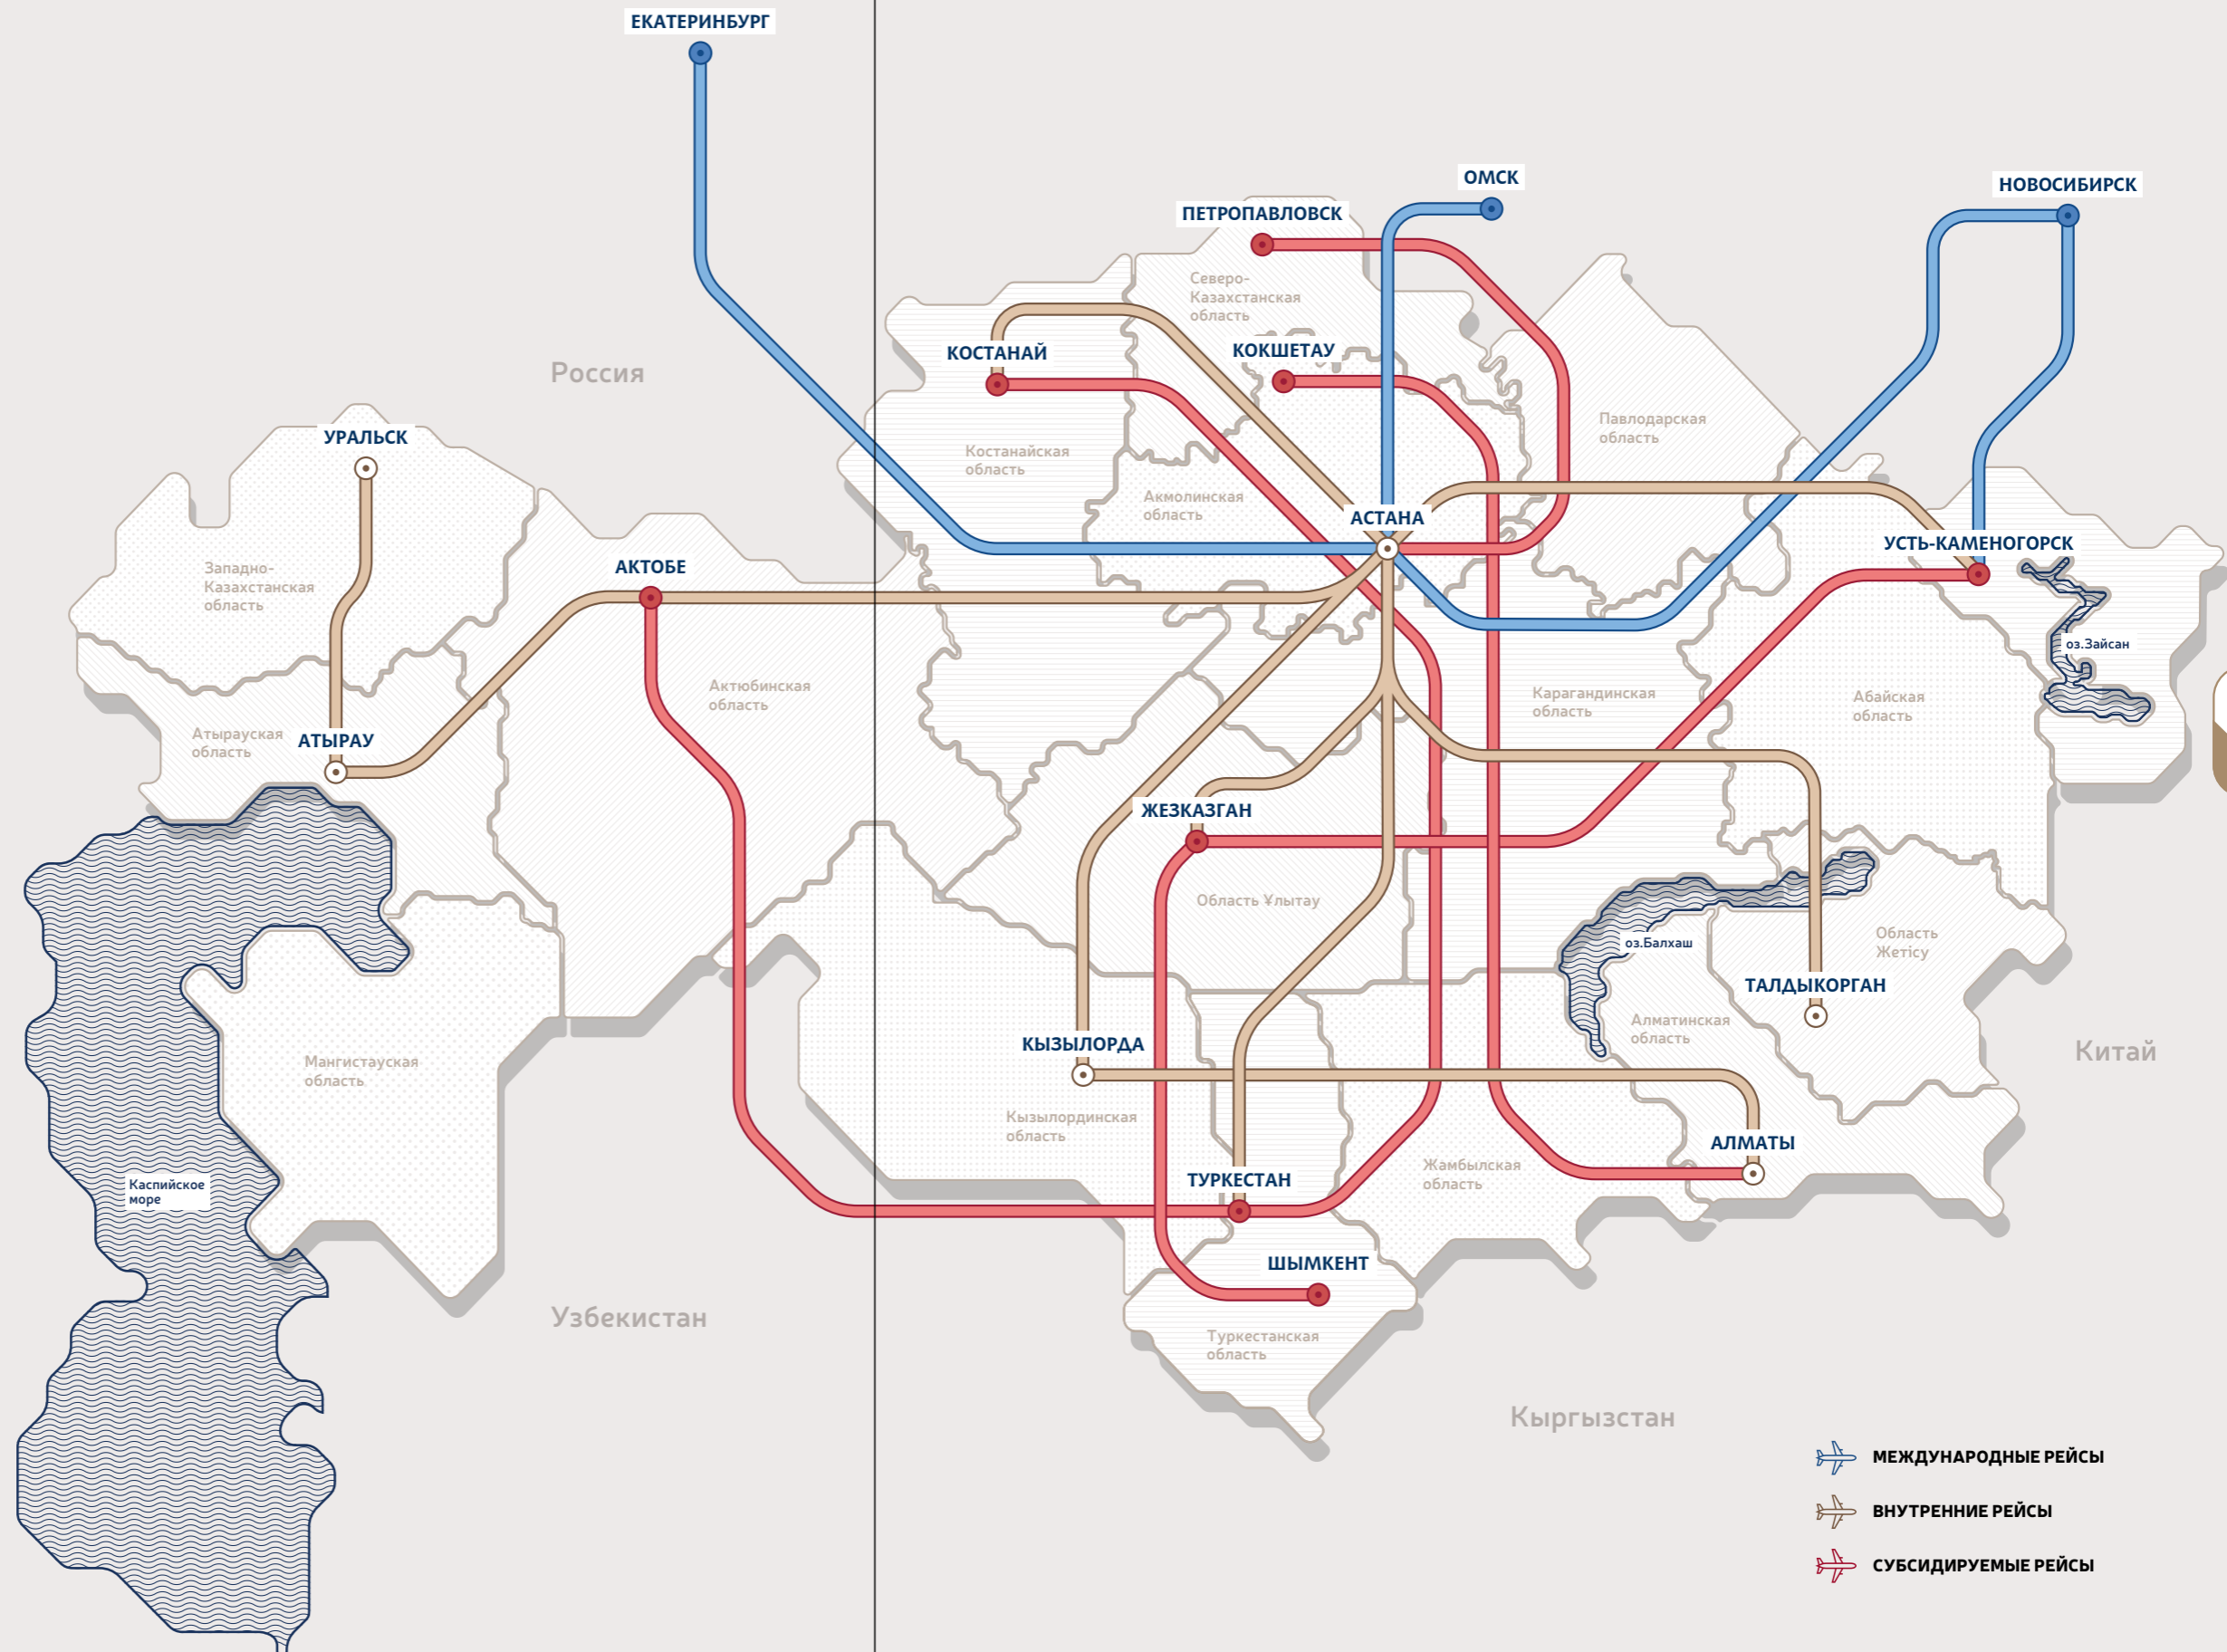 ЕКАТЕРИНБУРГ
ОМСК
НОВОСИБИРСК
ПЕТРОПАВЛОВСК
Северо-
Казахстанская
область
КОСТАНАЙ
КОКШЕТАУ
Россия
Павлодарская
область
УРАЛЬСК
Костанайская
область
Акмолинская
область
АСТАНА
УСТЬ-КАМЕНОГОРСК
АКТОБЕ
Западно-
Казахстанская
область
оз.Зайсан
Актюбинская
область
Карагандинская
область
Абайская
область
Атырауская
область
АТЫРАУ
ЖЕЗКАЗГАН
Область Ұлытау
оз.Балхаш
Область
Жетісу
ТАЛДЫКОРГАН
Алматинская
область
КЫЗЫЛОРДА
Китай
Мангистауская
область
Кызылординская
область
АЛМАТЫ
Жамбылская
область
ТУРКЕСТАН
Каспийское
море
ШЫМКЕНТ
Узбекистан
Туркестанская
область
Кыргызстан
МЕЖДУНАРОДНЫЕ РЕЙСЫ
ВНУТРЕННИЕ РЕЙСЫ
СУБСИДИРУЕМЫЕ РЕЙСЫ